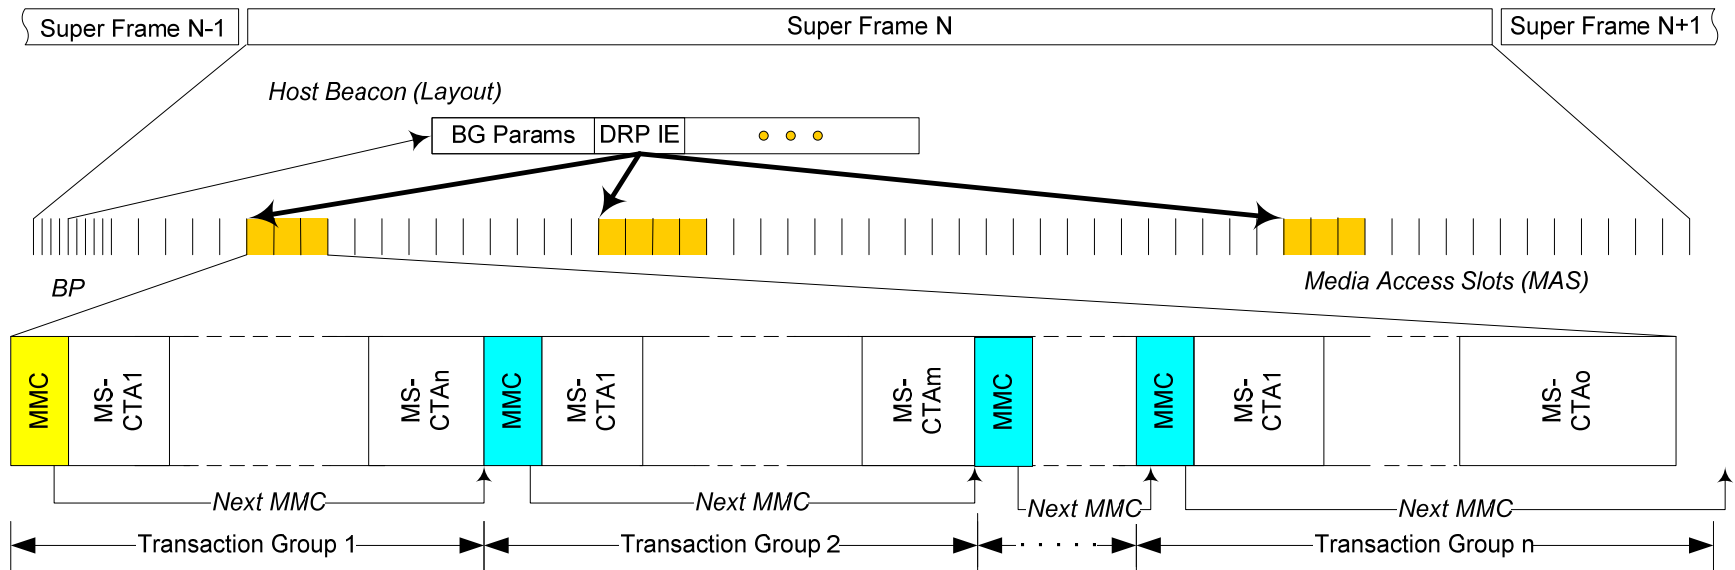 Super Frame N-1
Super Frame N
Super Frame N+1
Host Beacon (Layout)
BG Params
DRP IE
BP
Media Access Slots (MAS)
MMC
MS-
CTA1
MS-
CTAn
MMC
MS-
CTA1
MS-
CTAm
MMC
MMC
MS-
CTA1
MS-
CTAo
Next MMC
Next MMC
Next MMC
Next MMC
Transaction Group 1
Transaction Group 2
. . . . .
Transaction Group n